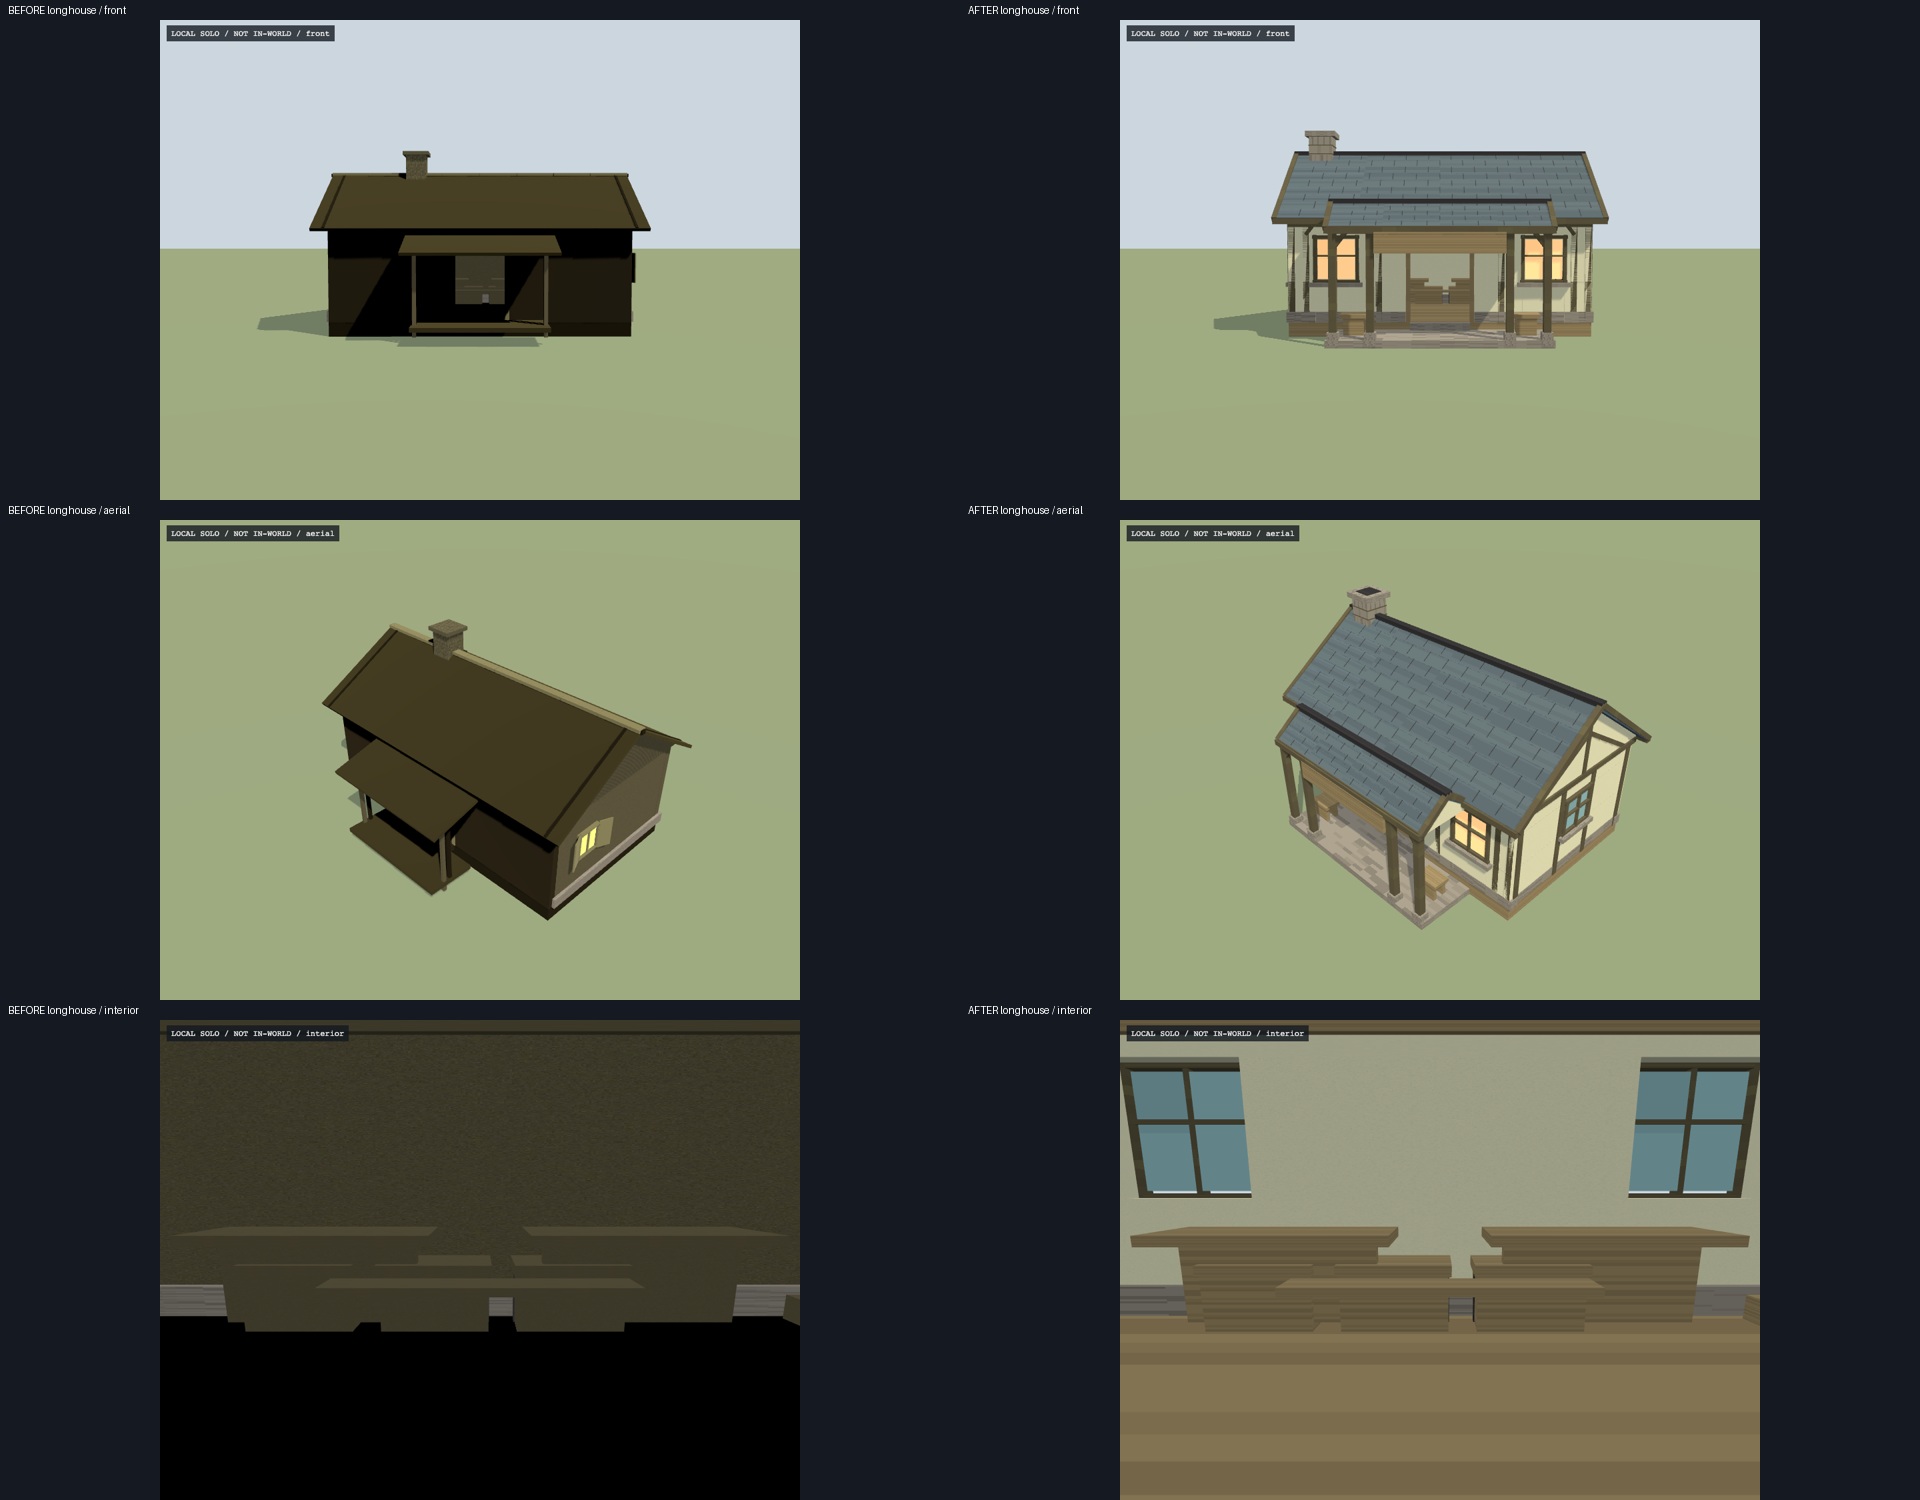 BEFORE longhouse / front
AFTER longhouse / front
LOCAL SOLO / NOT IN-WORLD / front
LOCAL SOLO / NOT IN-WORLD / front
BEFORE longhouse / aerial
AFTER longhouse / aerial
LOCAL SOLO / NOT IN-WORLD / aerial
LOCAL SOLO / NOT IN-WORLD / aerial
BEFORE longhouse / interior
AFTER longhouse / interior
LOCAL SOLO / NOT IN-WORLD / interior
LOCAL SOLO / NOT IN-WORLD / interior